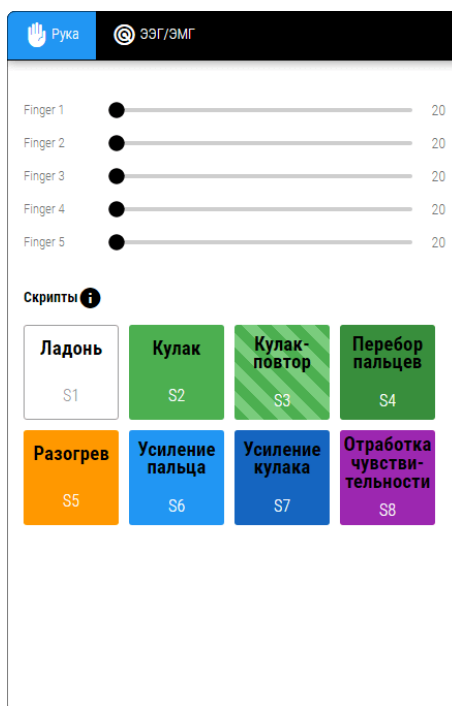 Рука ЭЭГ/ЭМГ
Finger 1 20
Finger 2 20
Finger 3 20
Finger 4 20
Finger 5 20
Скрипты i
Ладонь
S1
Кулак
S2
Кулак-
повтор
S3
Перебор
пальцев
S4
Разогрев
S5
Усиление
пальца
S6
Усиление
кулака
S7
Отработка
чувстви-
тельности
S8